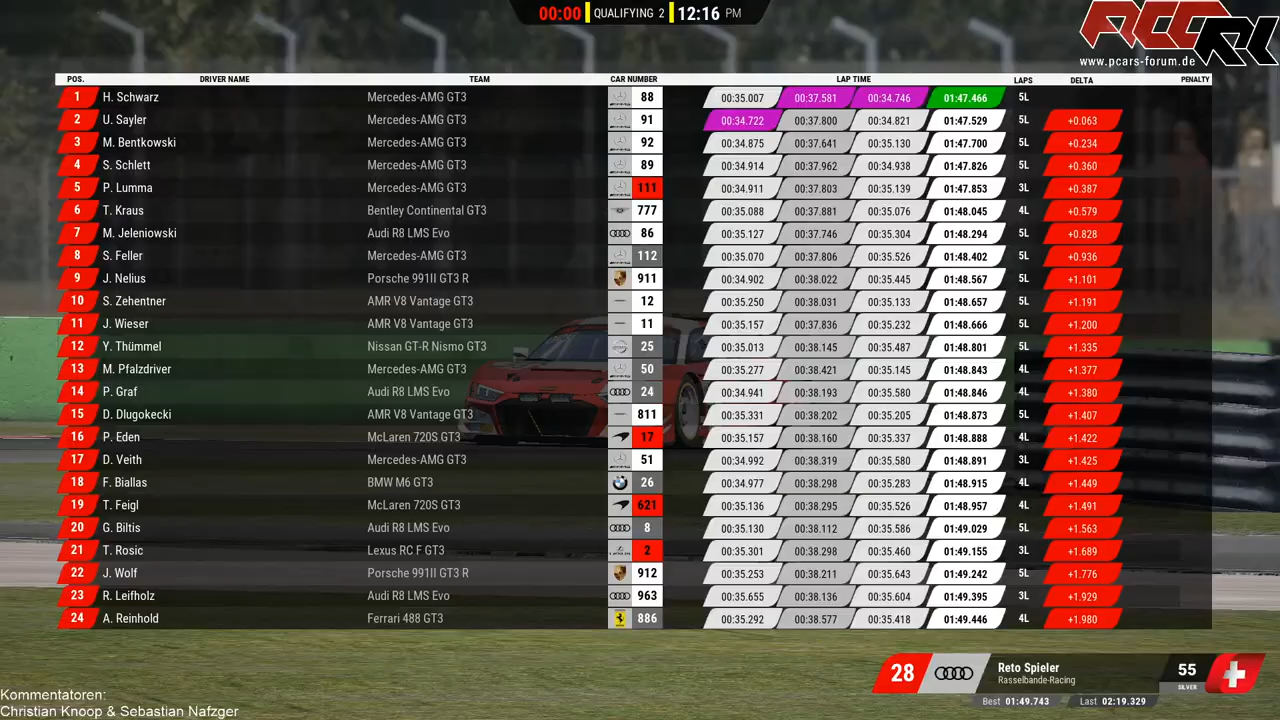 00:00 QUALIFYING 2 12:16 PM
www.pcars-forum.de
POS. DRIVER NAME TEAM CAR NUMBER LAP TIME LAPS DELTA PENALTY
1 H. Schwarz Mercedes-AMG GT3 88 00:35.007 00:37.581 00:34.746 01:47.466 5L
2 U. Sayler Mercedes-AMG GT3 91 00:34.722 00:37.800 00:34.821 01:47.529 5L +0.063
3 M. Bentkowski Mercedes-AMG GT3 92 00:34.875 00:37.641 00:35.130 01:47.700 5L +0.234
4 S. Schlett Mercedes-AMG GT3 89 00:34.914 00:37.962 00:34.938 01:47.826 5L +0.360
5 P. Lumma Mercedes-AMG GT3 111 00:34.911 00:37.803 00:35.139 01:47.853 3L +0.387
6 T. Kraus Bentley Continental GT3 777 00:35.088 00:37.881 00:35.076 01:48.045 4L +0.579
7 M. Jeleniowski Audi R8 LMS Evo 86 00:35.127 00:37.746 00:35.304 01:48.294 5L +0.828
8 S. Feller Mercedes-AMG GT3 112 00:35.070 00:37.806 00:35.526 01:48.402 5L +0.936
9 J. Nelius Porsche 991II GT3 R 911 00:34.902 00:38.022 00:35.445 01:48.567 5L +1.101
10 S. Zehentner AMR V8 Vantage GT3 12 00:35.250 00:38.031 00:35.133 01:48.657 5L +1.191
11 J. Wieser AMR V8 Vantage GT3 11 00:35.157 00:37.836 00:35.232 01:48.666 5L +1.200
12 Y. Thümmel Nissan GT-R Nismo GT3 25 00:35.013 00:38.145 00:35.487 01:48.801 5L +1.335
13 M. Pfalzdriver Mercedes-AMG GT3 50 00:35.277 00:38.421 00:35.145 01:48.843 4L +1.377
14 P. Graf Audi R8 LMS Evo 24 00:34.941 00:38.193 00:35.580 01:48.846 4L +1.380
15 D. Dlugokecki AMR V8 Vantage GT3 811 00:35.331 00:38.202 00:35.205 01:48.873 5L +1.407
16 P. Eden McLaren 720S GT3 17 00:35.157 00:38.160 00:35.337 01:48.888 4L +1.422
17 D. Veith Mercedes-AMG GT3 51 00:34.992 00:38.319 00:35.580 01:48.891 3L +1.425
18 F. Biallas BMW M6 GT3 26 00:34.977 00:38.298 00:35.283 01:48.915 4L +1.449
19 T. Feigl McLaren 720S GT3 621 00:35.136 00:38.295 00:35.526 01:48.957 4L +1.491
20 G. Biltis Audi R8 LMS Evo 8 00:35.130 00:38.112 00:35.586 01:49.029 5L +1.563
21 T. Rosic Lexus RC F GT3 2 00:35.301 00:38.298 00:35.460 01:49.155 3L +1.689
22 J. Wolf Porsche 991II GT3 R 912 00:35.253 00:38.211 00:35.643 01:49.242 5L +1.776
23 R. Leifholz Audi R8 LMS Evo 963 00:35.655 00:38.136 00:35.604 01:49.395 3L +1.929
24 A. Reinhold Ferrari 488 GT3 886 00:35.292 00:38.577 00:35.418 01:49.446 4L +1.980
28 Reto Spieler 55
Rasselbande-Racing SILVER
Best 01:49.743 Last 02:19.329
Kommentatoren:
Christian Knoop & Sebastian Nafzger